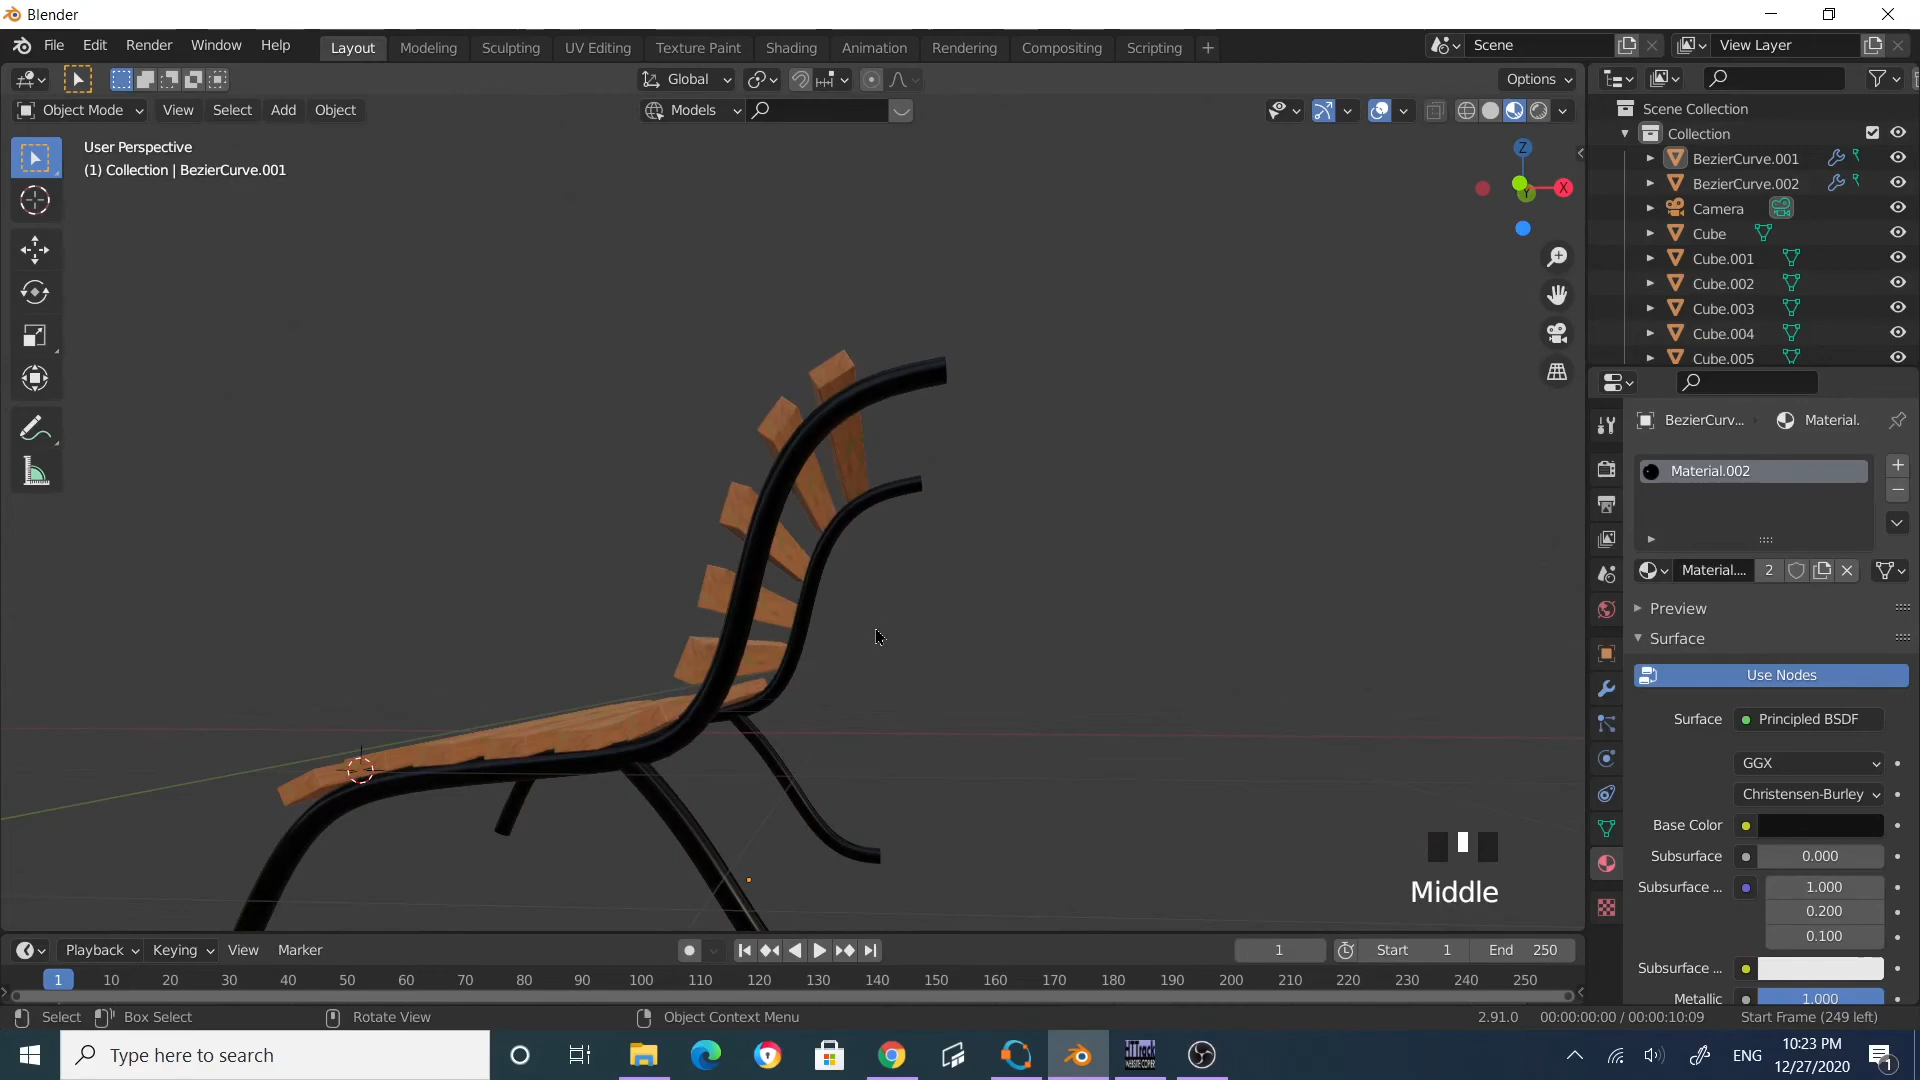 Blender
File Edit Render Window Help Layout Modeling Sculpting UV Editing Texture Paint Shading Animation Rendering Compositing Scripting + Scene View Layer
Global Options
Object Mode View Select Add Object Models
User Perspective
(1) Collection | BezierCurve.001
Z
X
Y
Scene Collection
Collection
BezierCurve.001
BezierCurve.002
Camera
Cube
Cube.001
Cube.002
Cube.003
Cube.004
Cube.005
BezierCurv... Material.
Material.002
Material.... 2
Preview
Surface
Use Nodes
Surface Principled BSDF
GGX
Christensen-Burley
Base Color
Subsurface 0.000
Subsurface ... 1.000
0.200
0.100
Subsurface ...
Metallic 1.000
Middle
Playback Keying View Marker 1 Start 1 End 250
1 10 20 30 40 50 60 70 80 90 100 110 120 130 140 150 160 170 180 190 200 210 220 230 240 250
Select Box Select Rotate View Object Context Menu 2.91.0 00:00:00:00 / 00:00:10:09 Start Frame (249 left)
Type here to search
HTTrack
WEBSITE COPIER
ENG
10:23 PM
12/27/2020
1